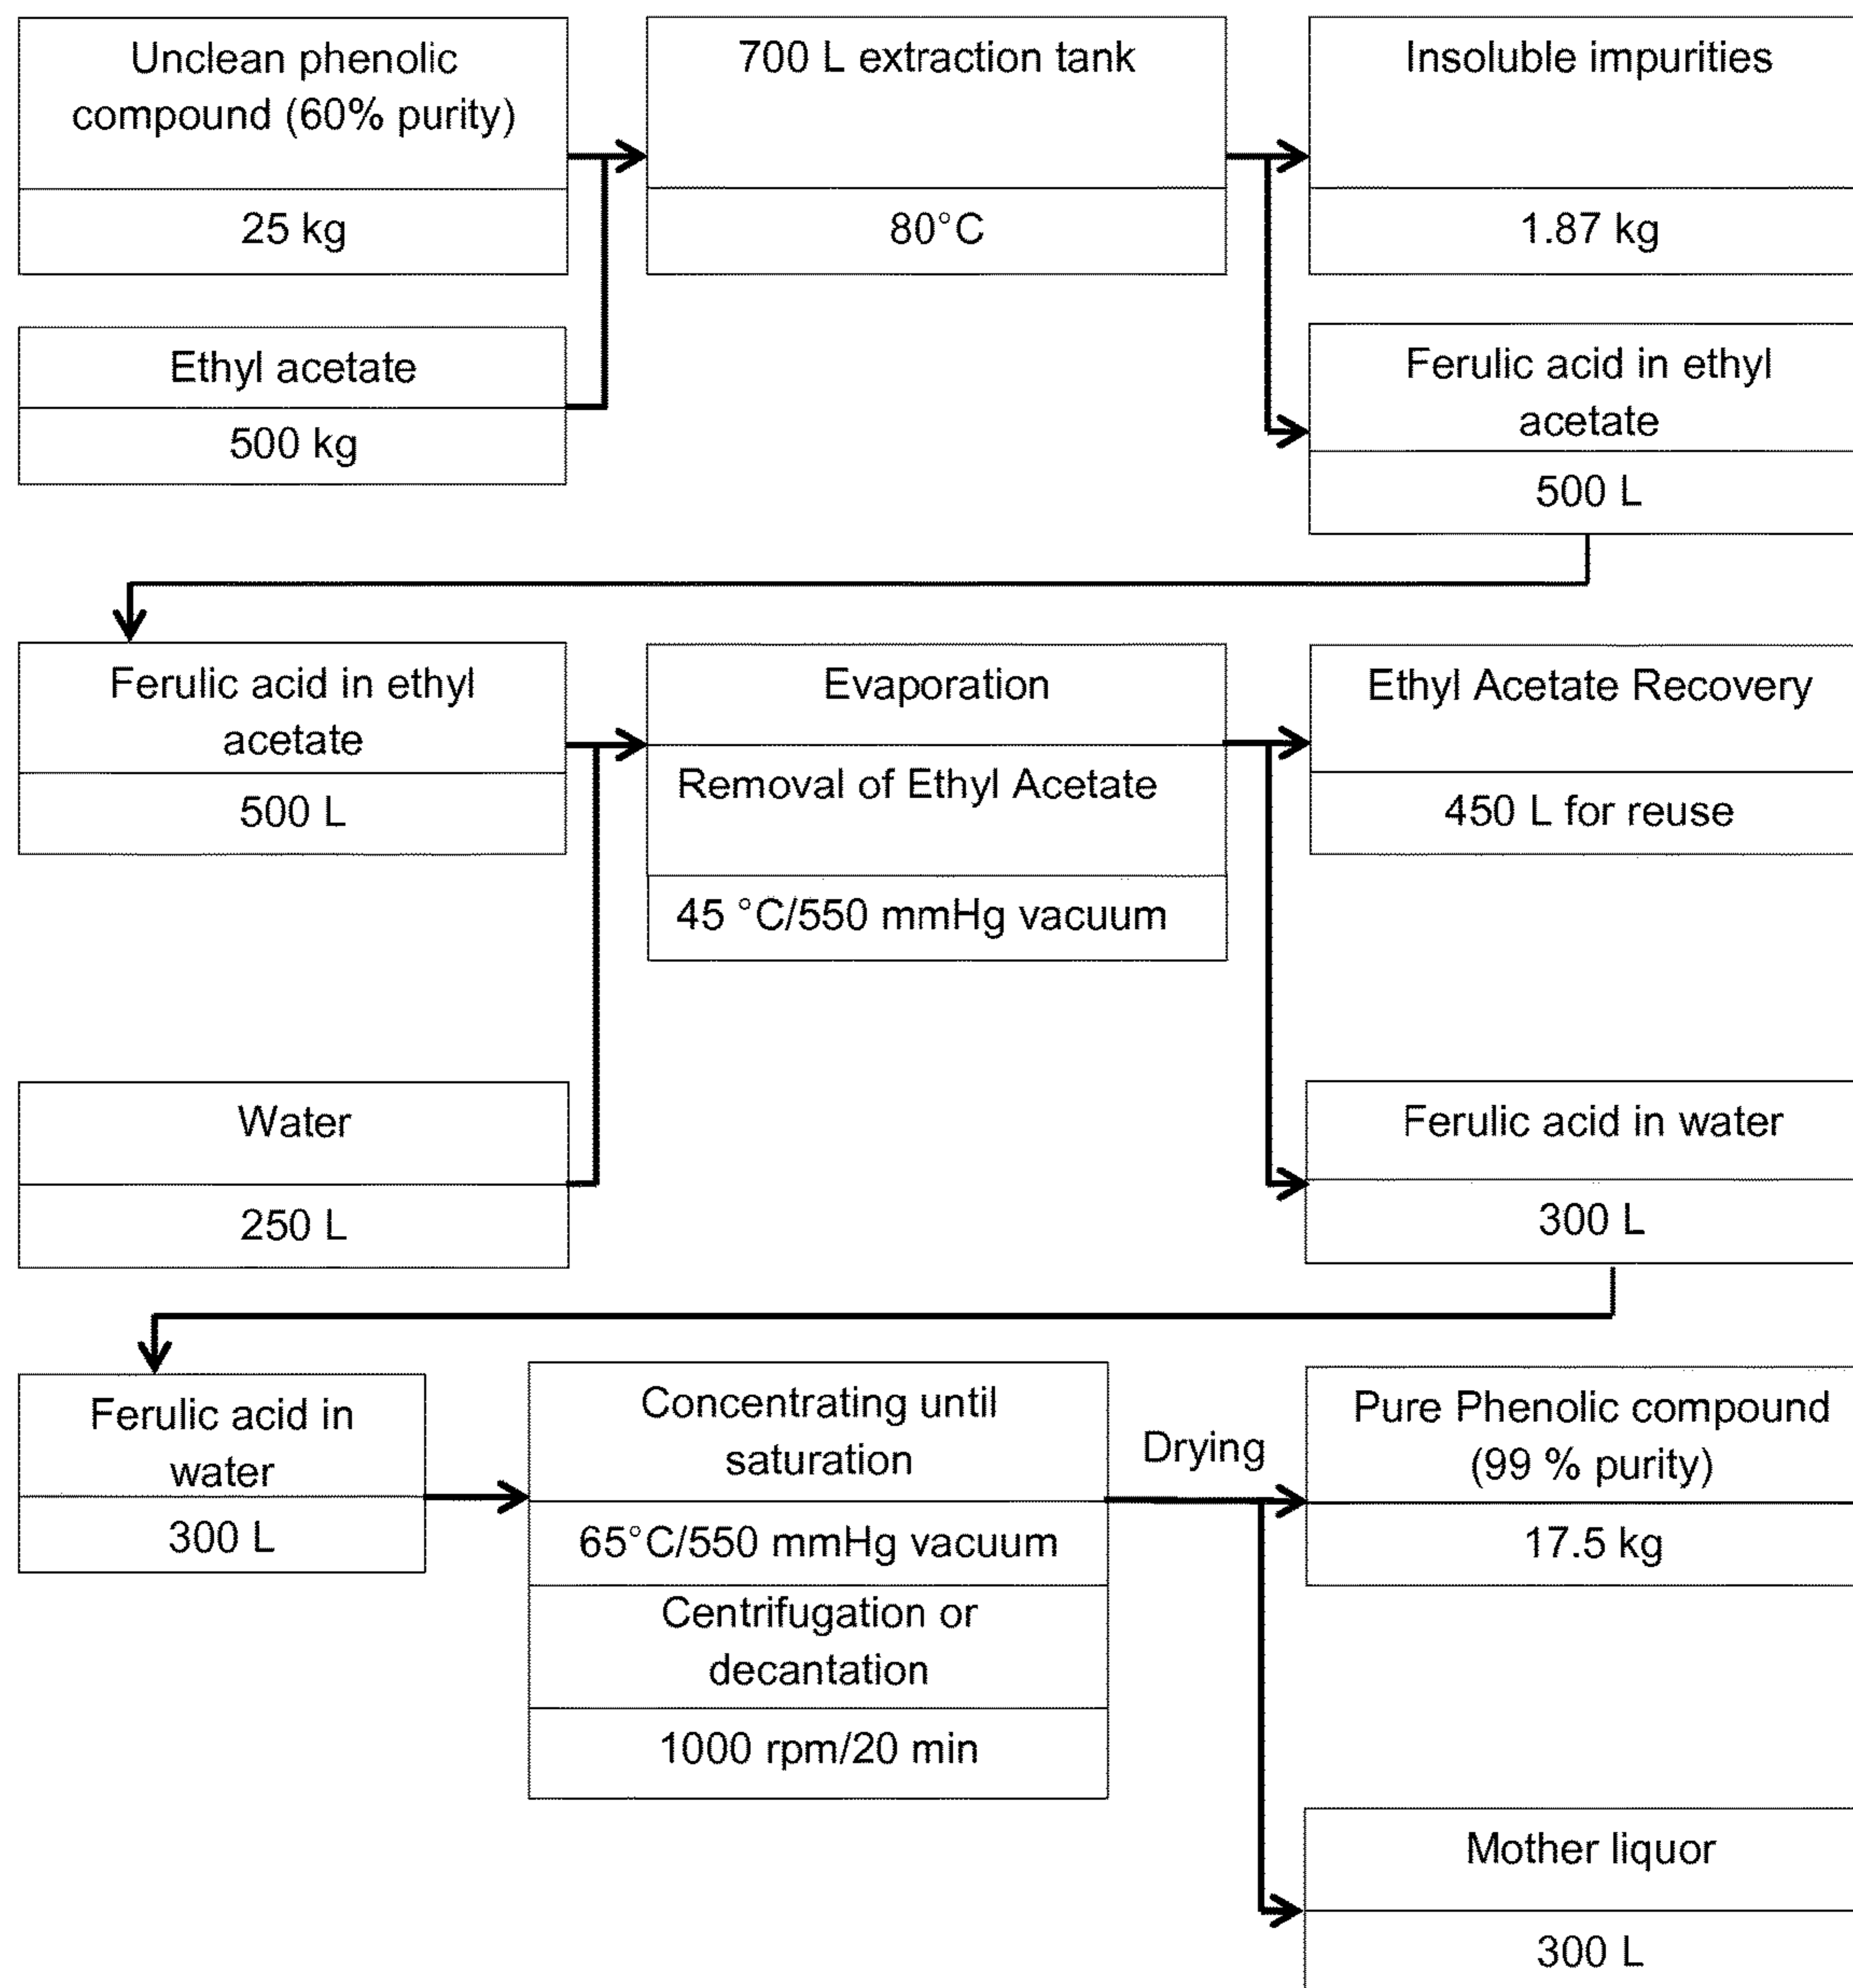 Unclean phenolic
compound (60% purity)
25 kg
700 L extraction tank
80°C
Insoluble impurities
1.87 kg
Ethyl acetate
500 kg
Ferulic acid in ethyl
acetate
500 L
Ferulic acid in ethyl
acetate
500 L
Evaporation
Removal of Ethyl Acetate
45 °C/550 mmHg vacuum
Ethyl Acetate Recovery
450 L for reuse
Water
250 L
Ferulic acid in water
300 L
Ferulic acid in
water
300 L
Concentrating until
saturation
65°C/550 mmHg vacuum
Centrifugation or
decantation
1000 rpm/20 min
Drying
Pure Phenolic compound
(99 % purity)
17.5 kg
Mother liquor
300 L